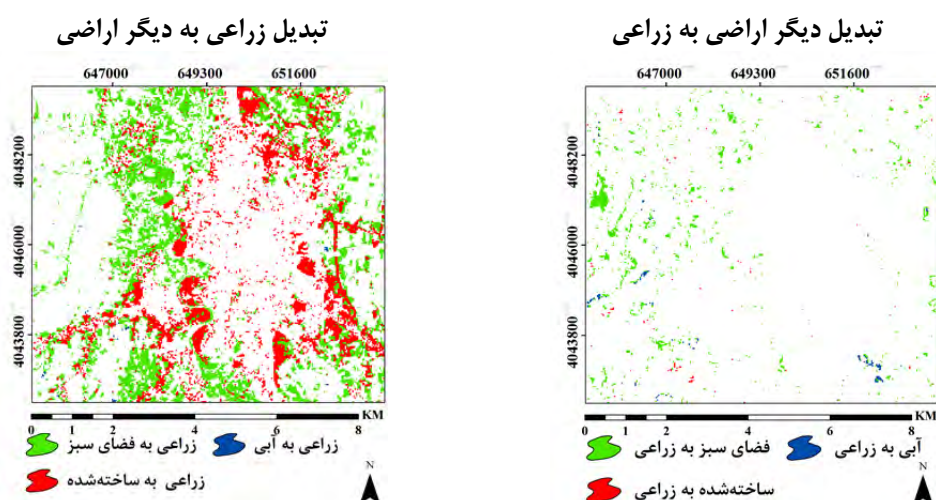 تبدیل دیگر اراضی به زراعی
647000 649300 651600
4048200
4046000
4043800
0 1 2 4 6 8 KM
فضای سبز به زراعی آبی به زراعی
ساخته‌شده به زراعی
N
تبدیل زراعی به دیگر اراضی
647000 649300 651600
4048200
4046000
4043800
0 1 2 4 6 8 KM
زراعی به فضای سبز زراعی به آبی
زراعی به ساخته‌شده
N